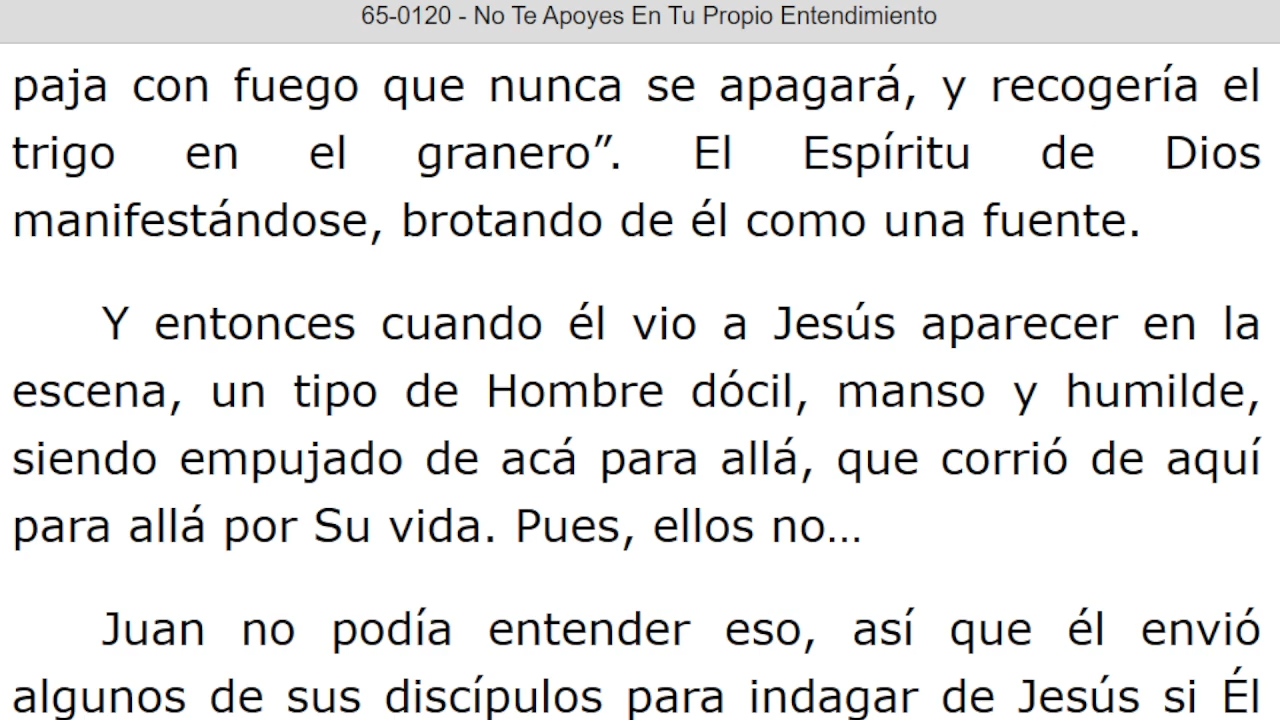 65-0120 - No Te Apoyes En Tu Propio Entendimiento
paja con fuego que nunca se apagará, y recogería el
trigo en el granero”. El Espíritu de Dios
manifestándose, brotando de él como una fuente.
Y entonces cuando él vio a Jesús aparecer en la
escena, un tipo de Hombre dócil, manso y humilde,
siendo empujado de acá para allá, que corrió de aquí
para allá por Su vida. Pues, ellos no…
Juan no podía entender eso, así que él envió
algunos de sus discípulos para indagar de Jesús si Él